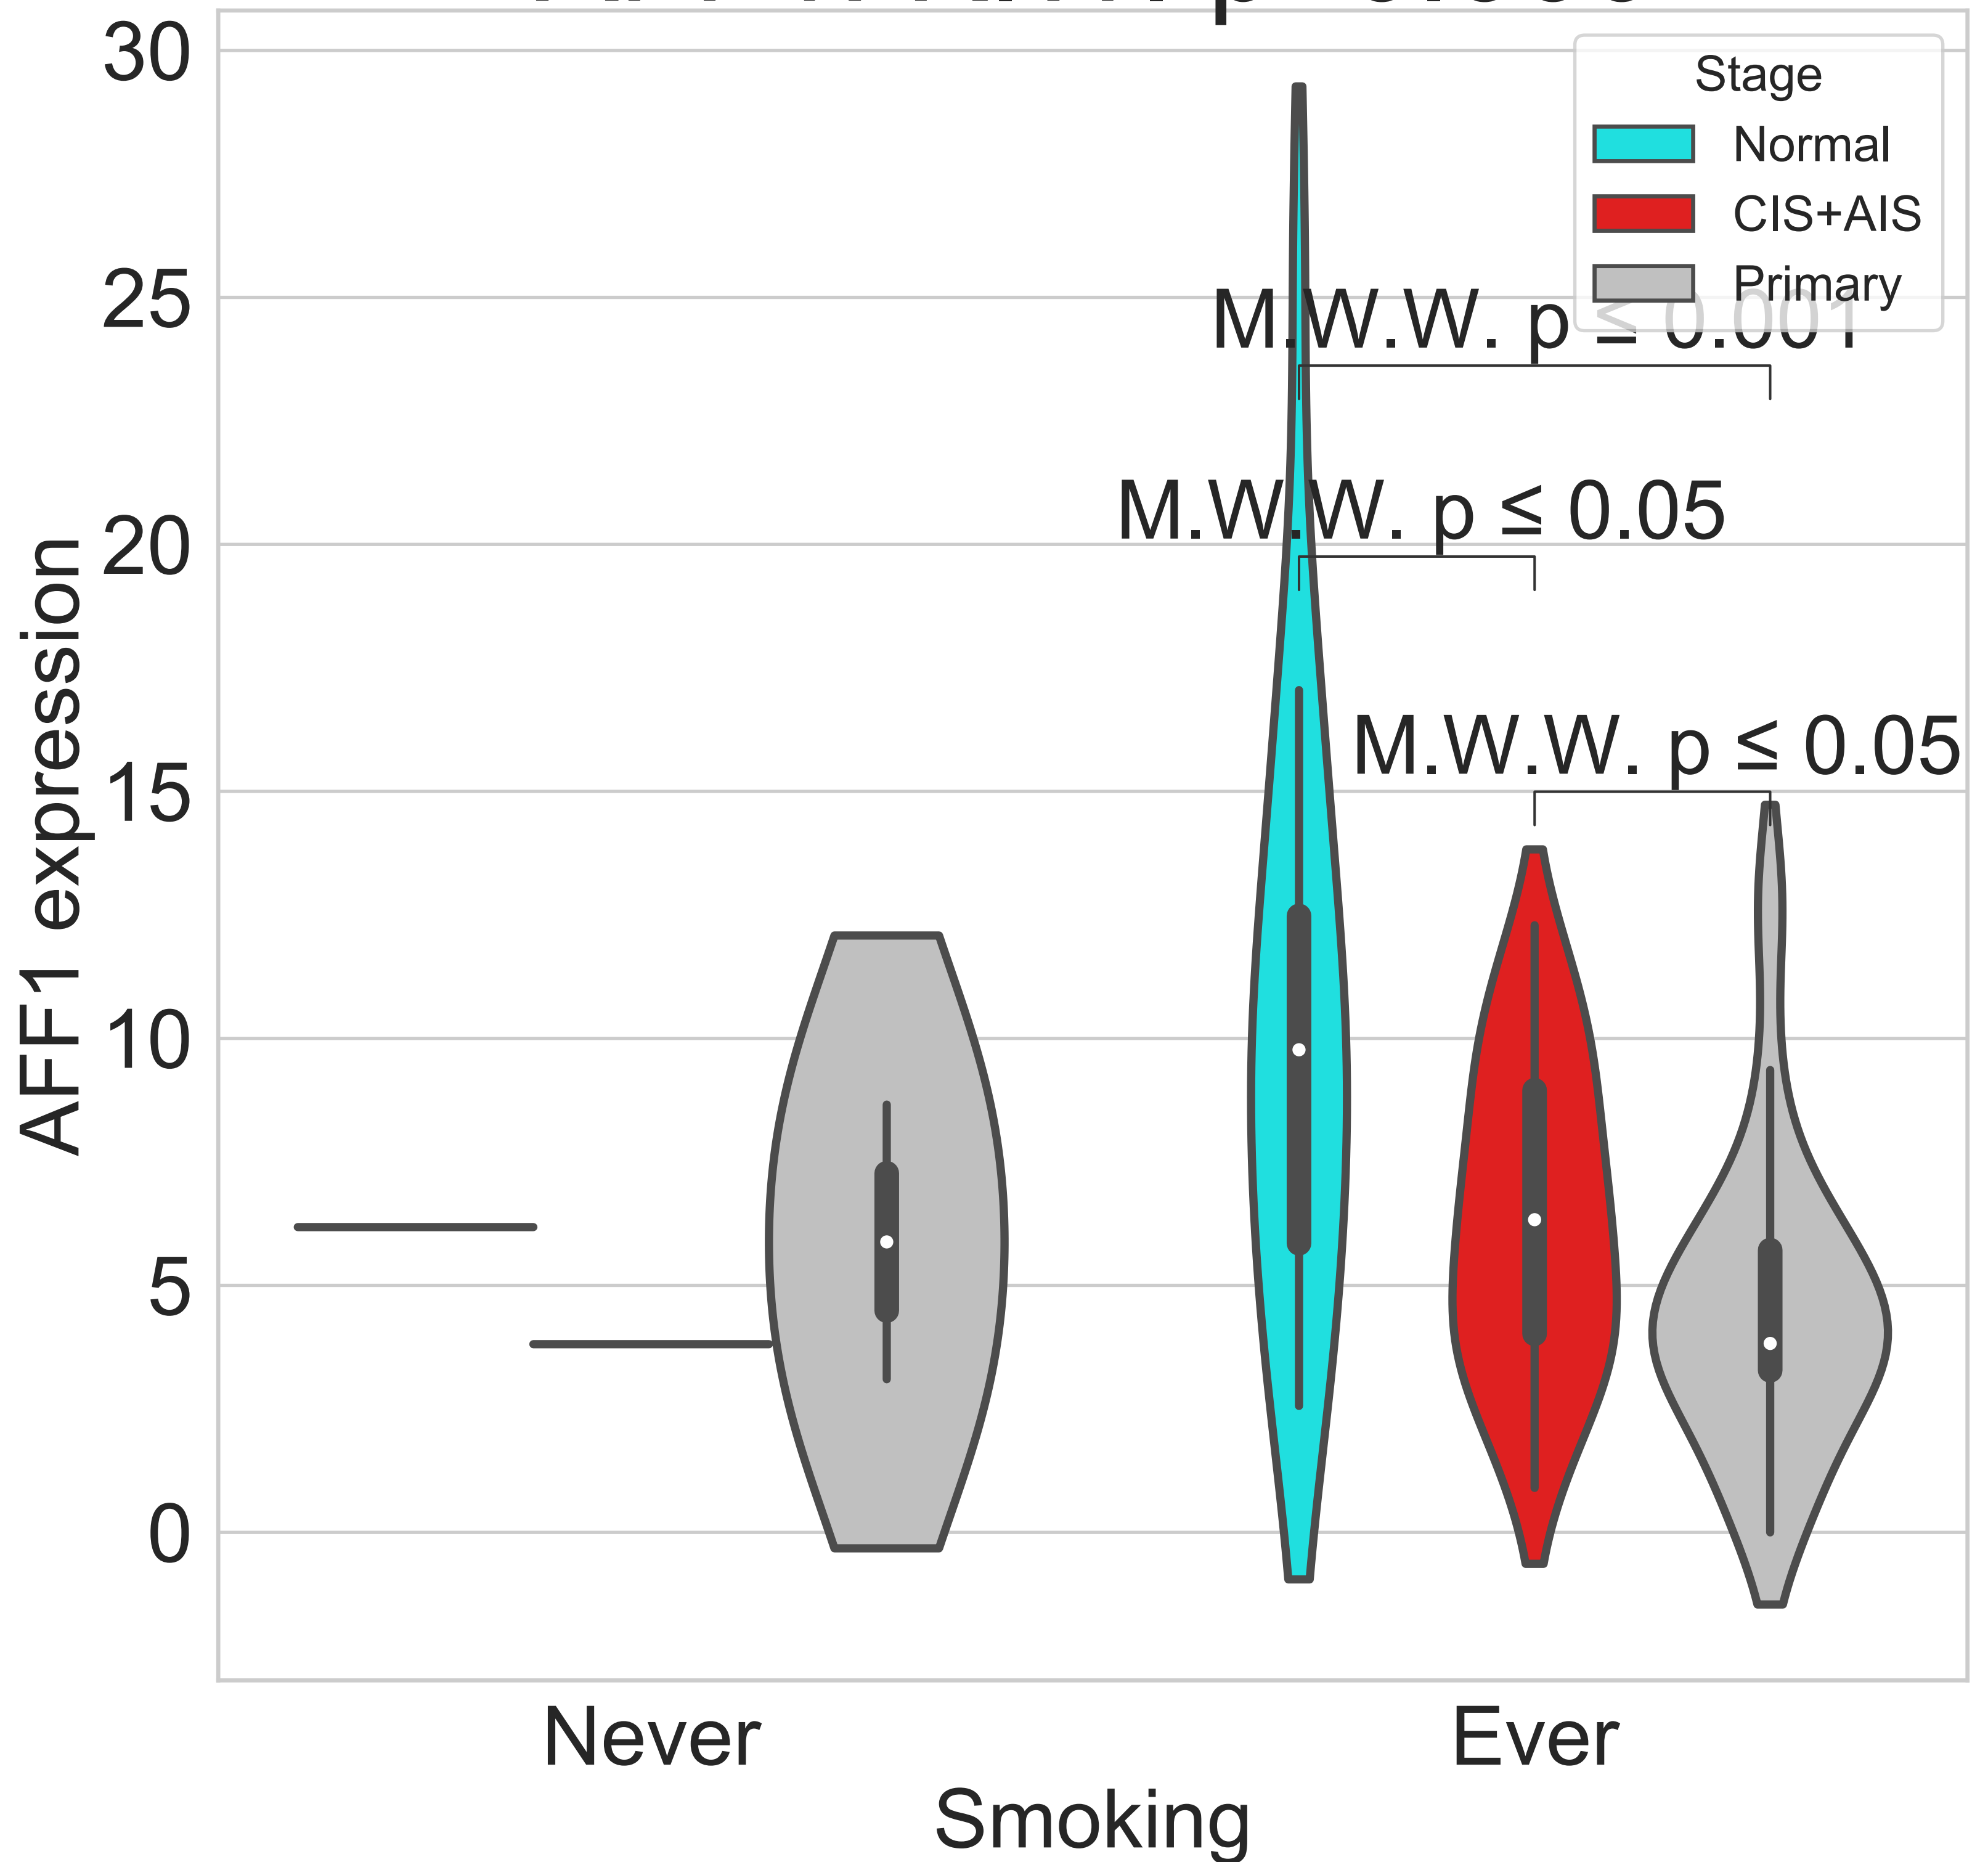 30
25
20
15
10
5
0
AFF1 expression
Stage
Normal
CIS+AIS
Primary
M.W.W. p ≤ 0.001
M.W.W. p ≤ 0.05
M.W.W. p ≤ 0.05
Never
Ever
Smoking